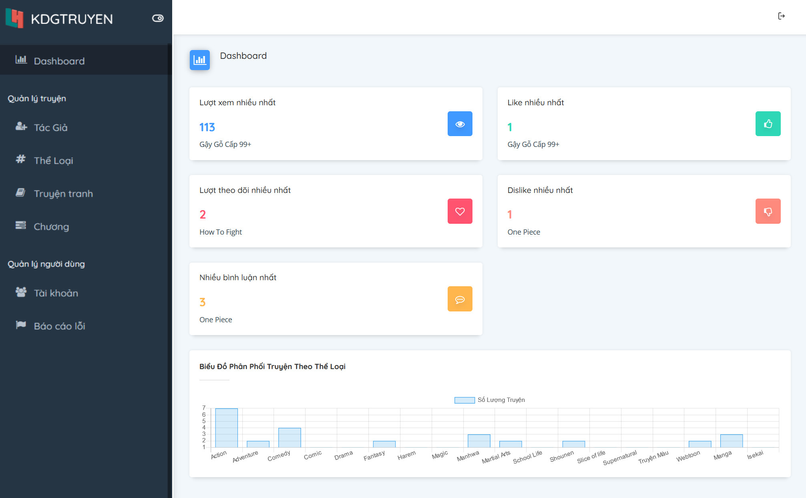 KDGTRUYEN
Dashboard
Quản lý truyện
Tác Giả
Thể Loại
Truyện tranh
Chương
Quản lý người dùng
Tài khoản
Báo cáo lỗi
Dashboard
Lượt xem nhiều nhất
113
Gậy Gỗ Cấp 99+
Like nhiều nhất
1
Gậy Gỗ Cấp 99+
Lượt theo dõi nhiều nhất
2
How To Fight
Dislike nhiều nhất
1
One Piece
Nhiều bình luận nhất
3
One Piece
Biểu Đồ Phân Phối Truyện Theo Thể Loại
Số Lượng Truyện
7
6
5
4
3
2
1
Action
Adventure
Comedy
Comic
Drama
Fantasy
Harem
Magic
Manhwa
Martial Arts
School Life
Shounen
Slice of life
Supernatural
Truyện Màu
Webtoon
Manga
Isekai